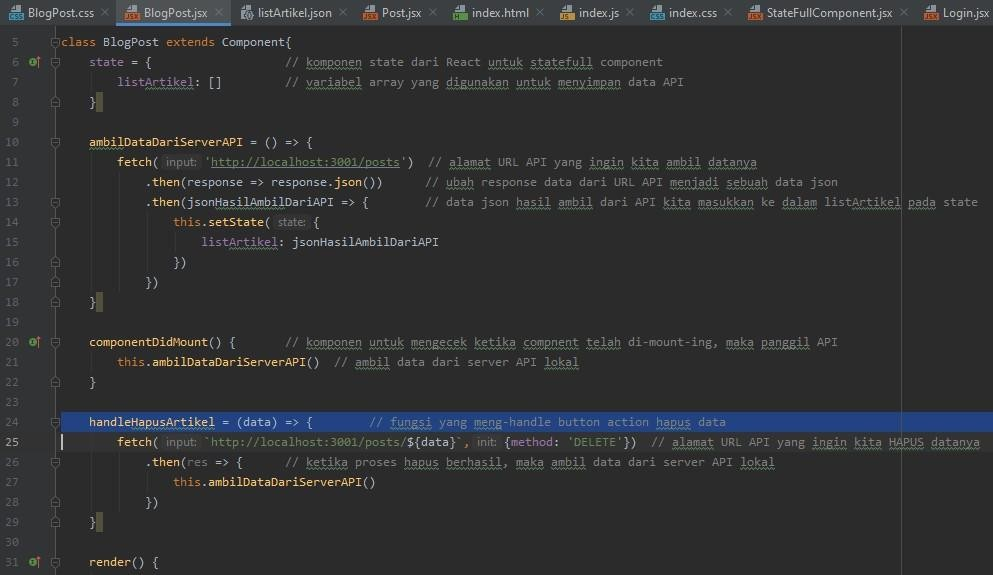 BlogPost.css BlogPost.jsx listArtikel.json Post.jsx index.html index.js index.css StateFullComponent.jsx Login.jsx
5 class BlogPost extends Component{
6 state = { // komponen state dari React untuk statefull component
7 listArtikel: [] // variabel array yang digunakan untuk menyimpan data API
8 }
9
10 ambilDataDariServerAPI = () => {
11 fetch( input: 'http://localhost:3001/posts') // alamat URL API yang ingin kita ambil datanya
12 .then(response => response.json()) // ubah response data dari URL API menjadi sebuah data json
13 .then(jsonHasilAmbilDariAPI => { // data json hasil ambil dari API kita masukkan ke dalam listArtikel pada state
14 this.setState( state: {
15 listArtikel: jsonHasilAmbilDariAPI
16 })
17 })
18 }
19
20 componentDidMount() { // komponen untuk mengecek ketika compnent telah di-mount-ing, maka panggil API
21 this.ambilDataDariServerAPI() // ambil data dari server API lokal
22 }
23
24 handleHapusArtikel = (data) => { // fungsi yang meng-handle button action hapus data
25 fetch( input: `http://localhost:3001/posts/${data}`, init: {method: 'DELETE'}) // alamat URL API yang ingin kita HAPUS datanya
26 .then(res => { // ketika proses hapus berhasil, maka ambil data dari server API lokal
27 this.ambilDataDariServerAPI()
28 })
29 }
30
31 render() {